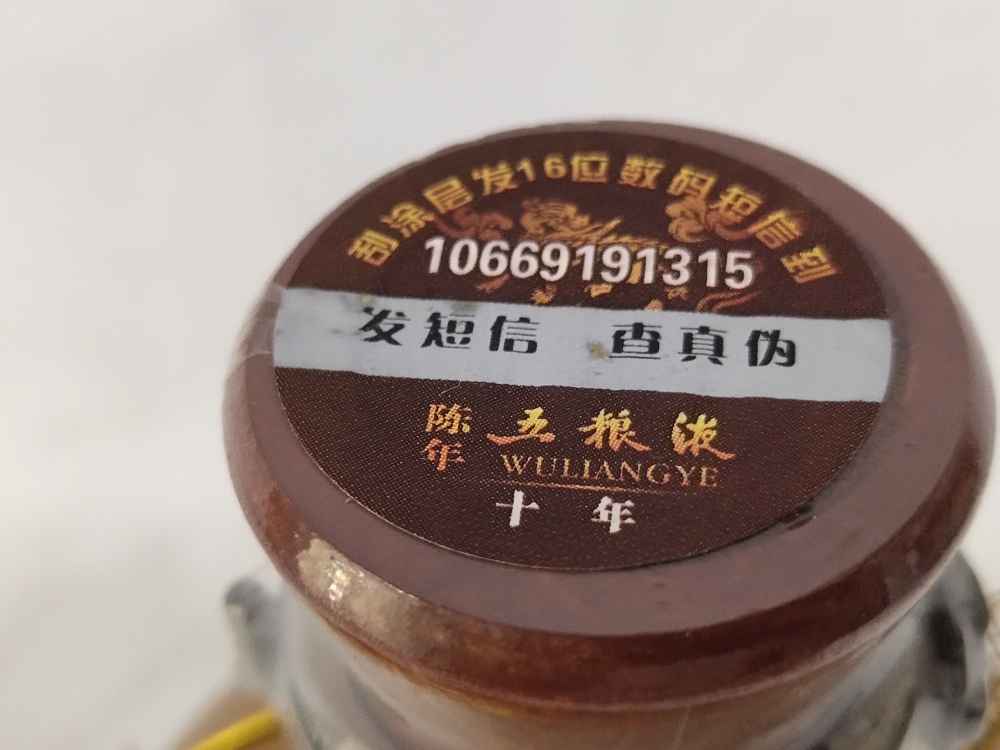 刮涂层发16位数码短信到
10669191315
发短信 查真伪
陈年 五粮液
WULIANGYE
十年